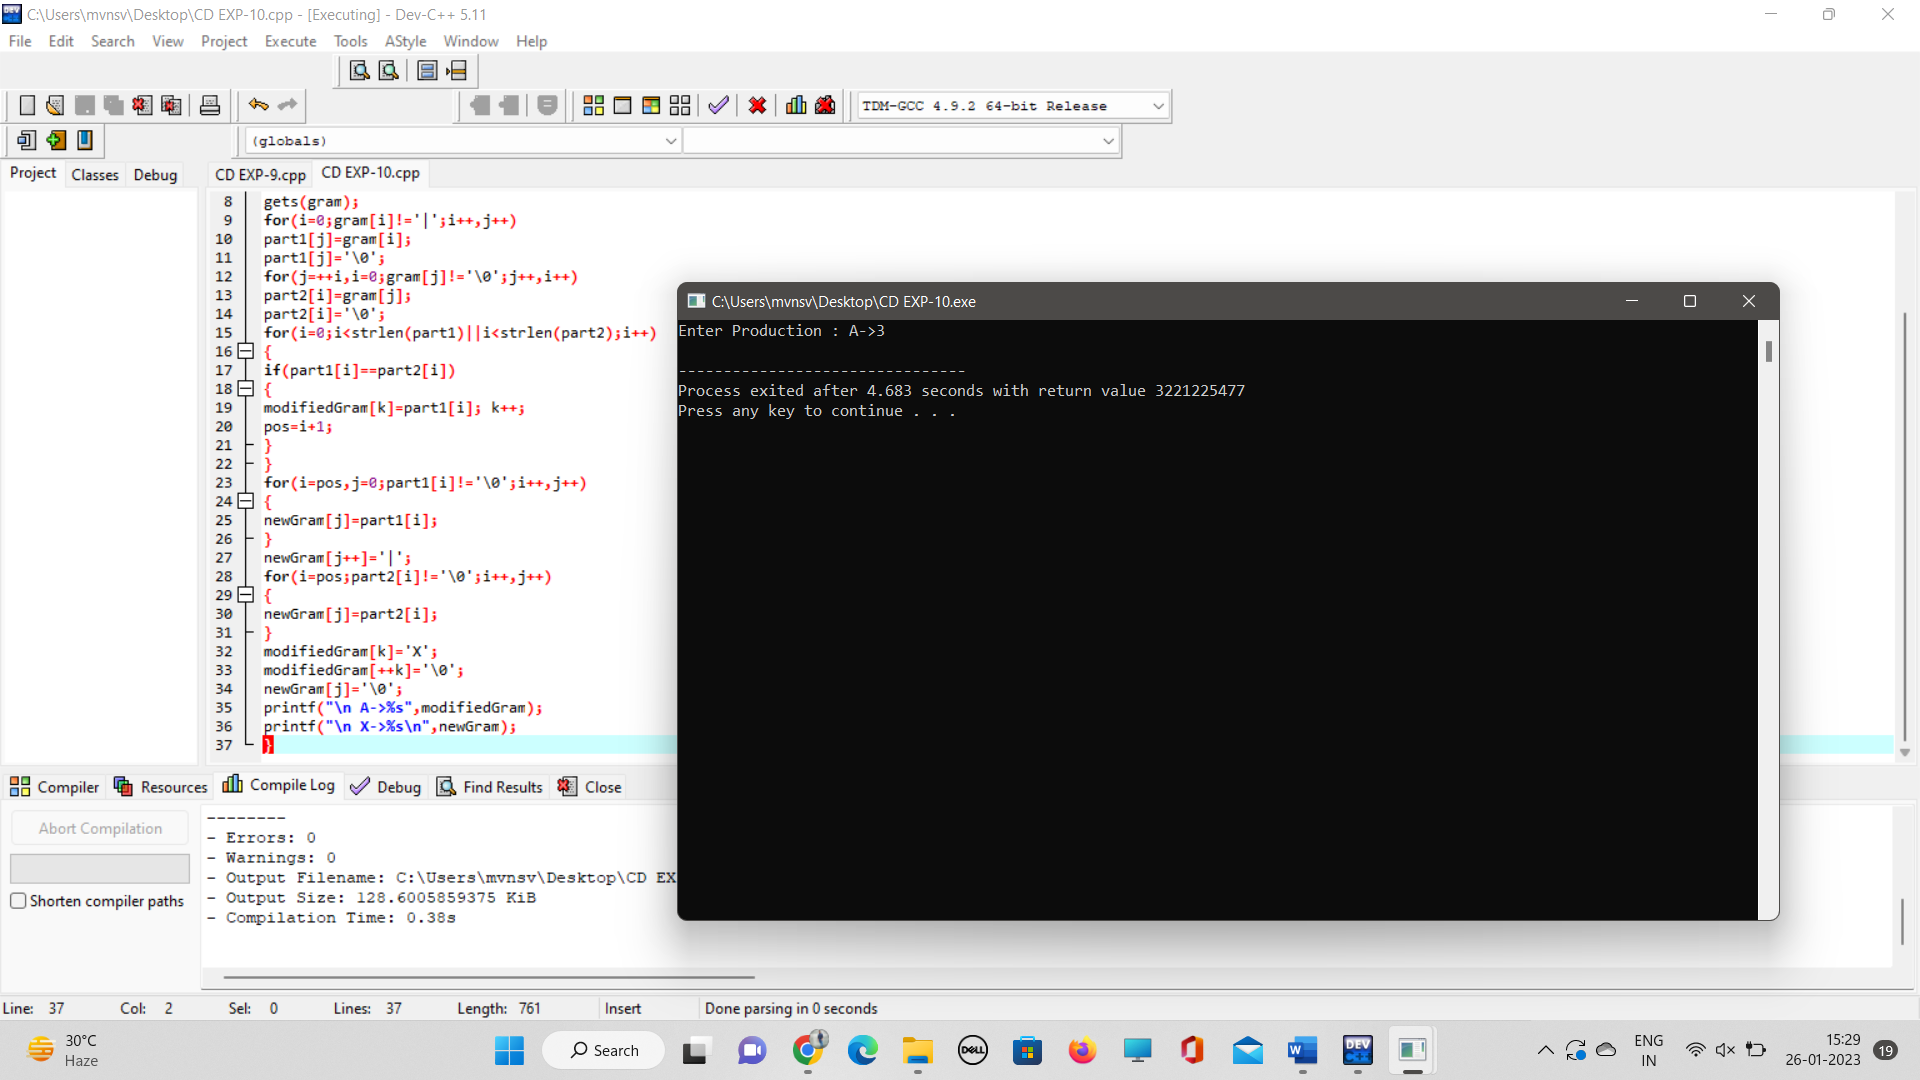 C:\Users\mvnsv\Desktop\CD EXP-10.cpp - [Executing] - Dev-C++ 5.11
File Edit Search View Project Execute Tools AStyle Window Help
TDM-GCC 4.9.2 64-bit Release
(globals)
Project Classes Debug
CD EXP-9.cpp CD EXP-10.cpp
8 gets(gram);
9 for(i=0;gram[i]!='|';i++,j++)
10 part1[j]=gram[i];
11 part1[j]='\0';
12 for(j=++i,i=0;gram[j]!='\0';j++,i++)
13 part2[i]=gram[j];
14 part2[i]='\0';
15 for(i=0;i<strlen(part1)||i<strlen(part2);i++)
16 {
17 if(part1[i]==part2[i])
18 {
19 modifiedGram[k]=part1[i]; k++;
20 pos=i+1;
21 }
22 }
23 for(i=pos,j=0;part1[i]!='\0';i++,j++)
24 {
25 newGram[j]=part1[i];
26 }
27 newGram[j++]='|';
28 for(i=pos;part2[i]!='\0';i++,j++)
29 {
30 newGram[j]=part2[i];
31 }
32 modifiedGram[k]='X';
33 modifiedGram[++k]='\0';
34 newGram[j]='\0';
35 printf("\n A->%s",modifiedGram);
36 printf("\n X->%s\n",newGram);
37 }
C:\Users\mvnsv\Desktop\CD EXP-10.exe
Enter Production : A->3
--------------------------------
Process exited after 4.683 seconds with return value 3221225477
Press any key to continue . . .
Compiler Resources Compile Log Debug Find Results Close
Abort Compilation
Shorten compiler paths
--------
- Errors: 0
- Warnings: 0
- Output Filename: C:\Users\mvnsv\Desktop\CD EX
- Output Size: 128.6005859375 KiB
- Compilation Time: 0.38s
Line: 37 Col: 2 Sel: 0 Lines: 37 Length: 761 Insert Done parsing in 0 seconds
30°C
Haze
Search
DELL
DEV C++
ENG
IN
15:29
26-01-2023
19